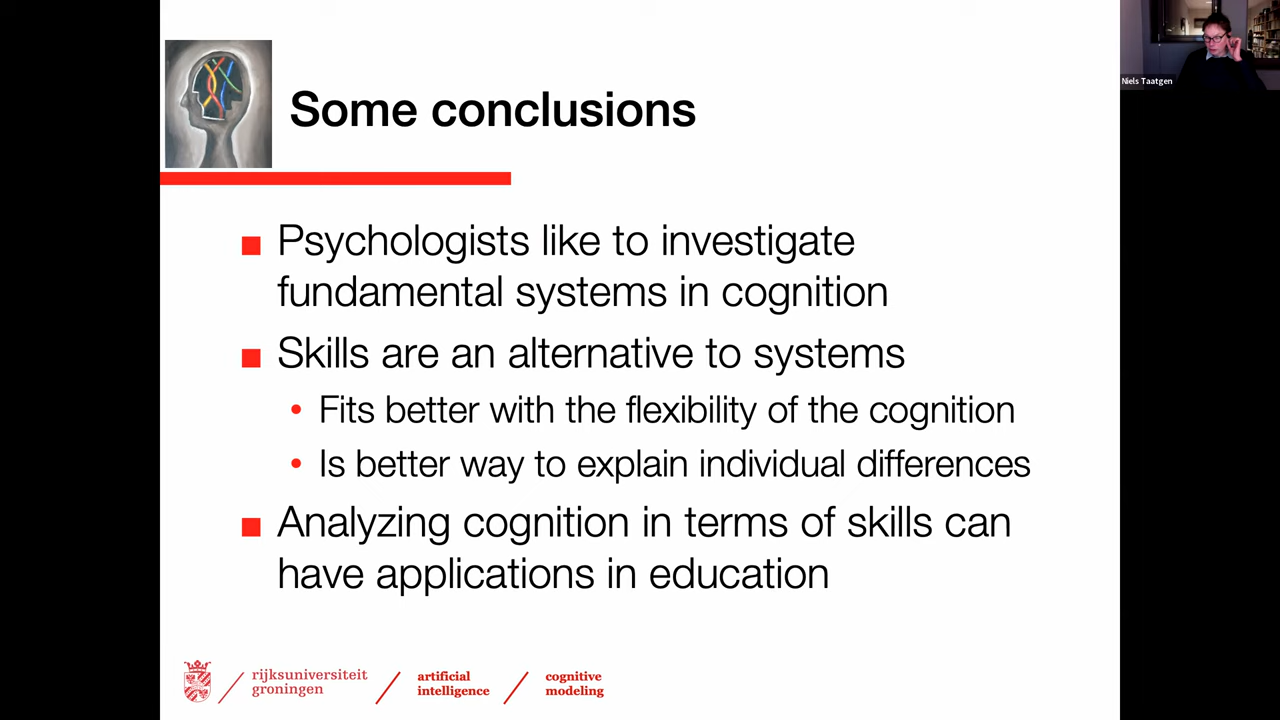 Niels Taatgen
Some conclusions
Psychologists like to investigate
fundamental systems in cognition
Skills are an alternative to systems
Fits better with the flexibility of the cognition
Is better way to explain individual differences
Analyzing cognition in terms of skills can
have applications in education
rijksuniversiteit
groningen
artificial
intelligence
cognitive
modeling